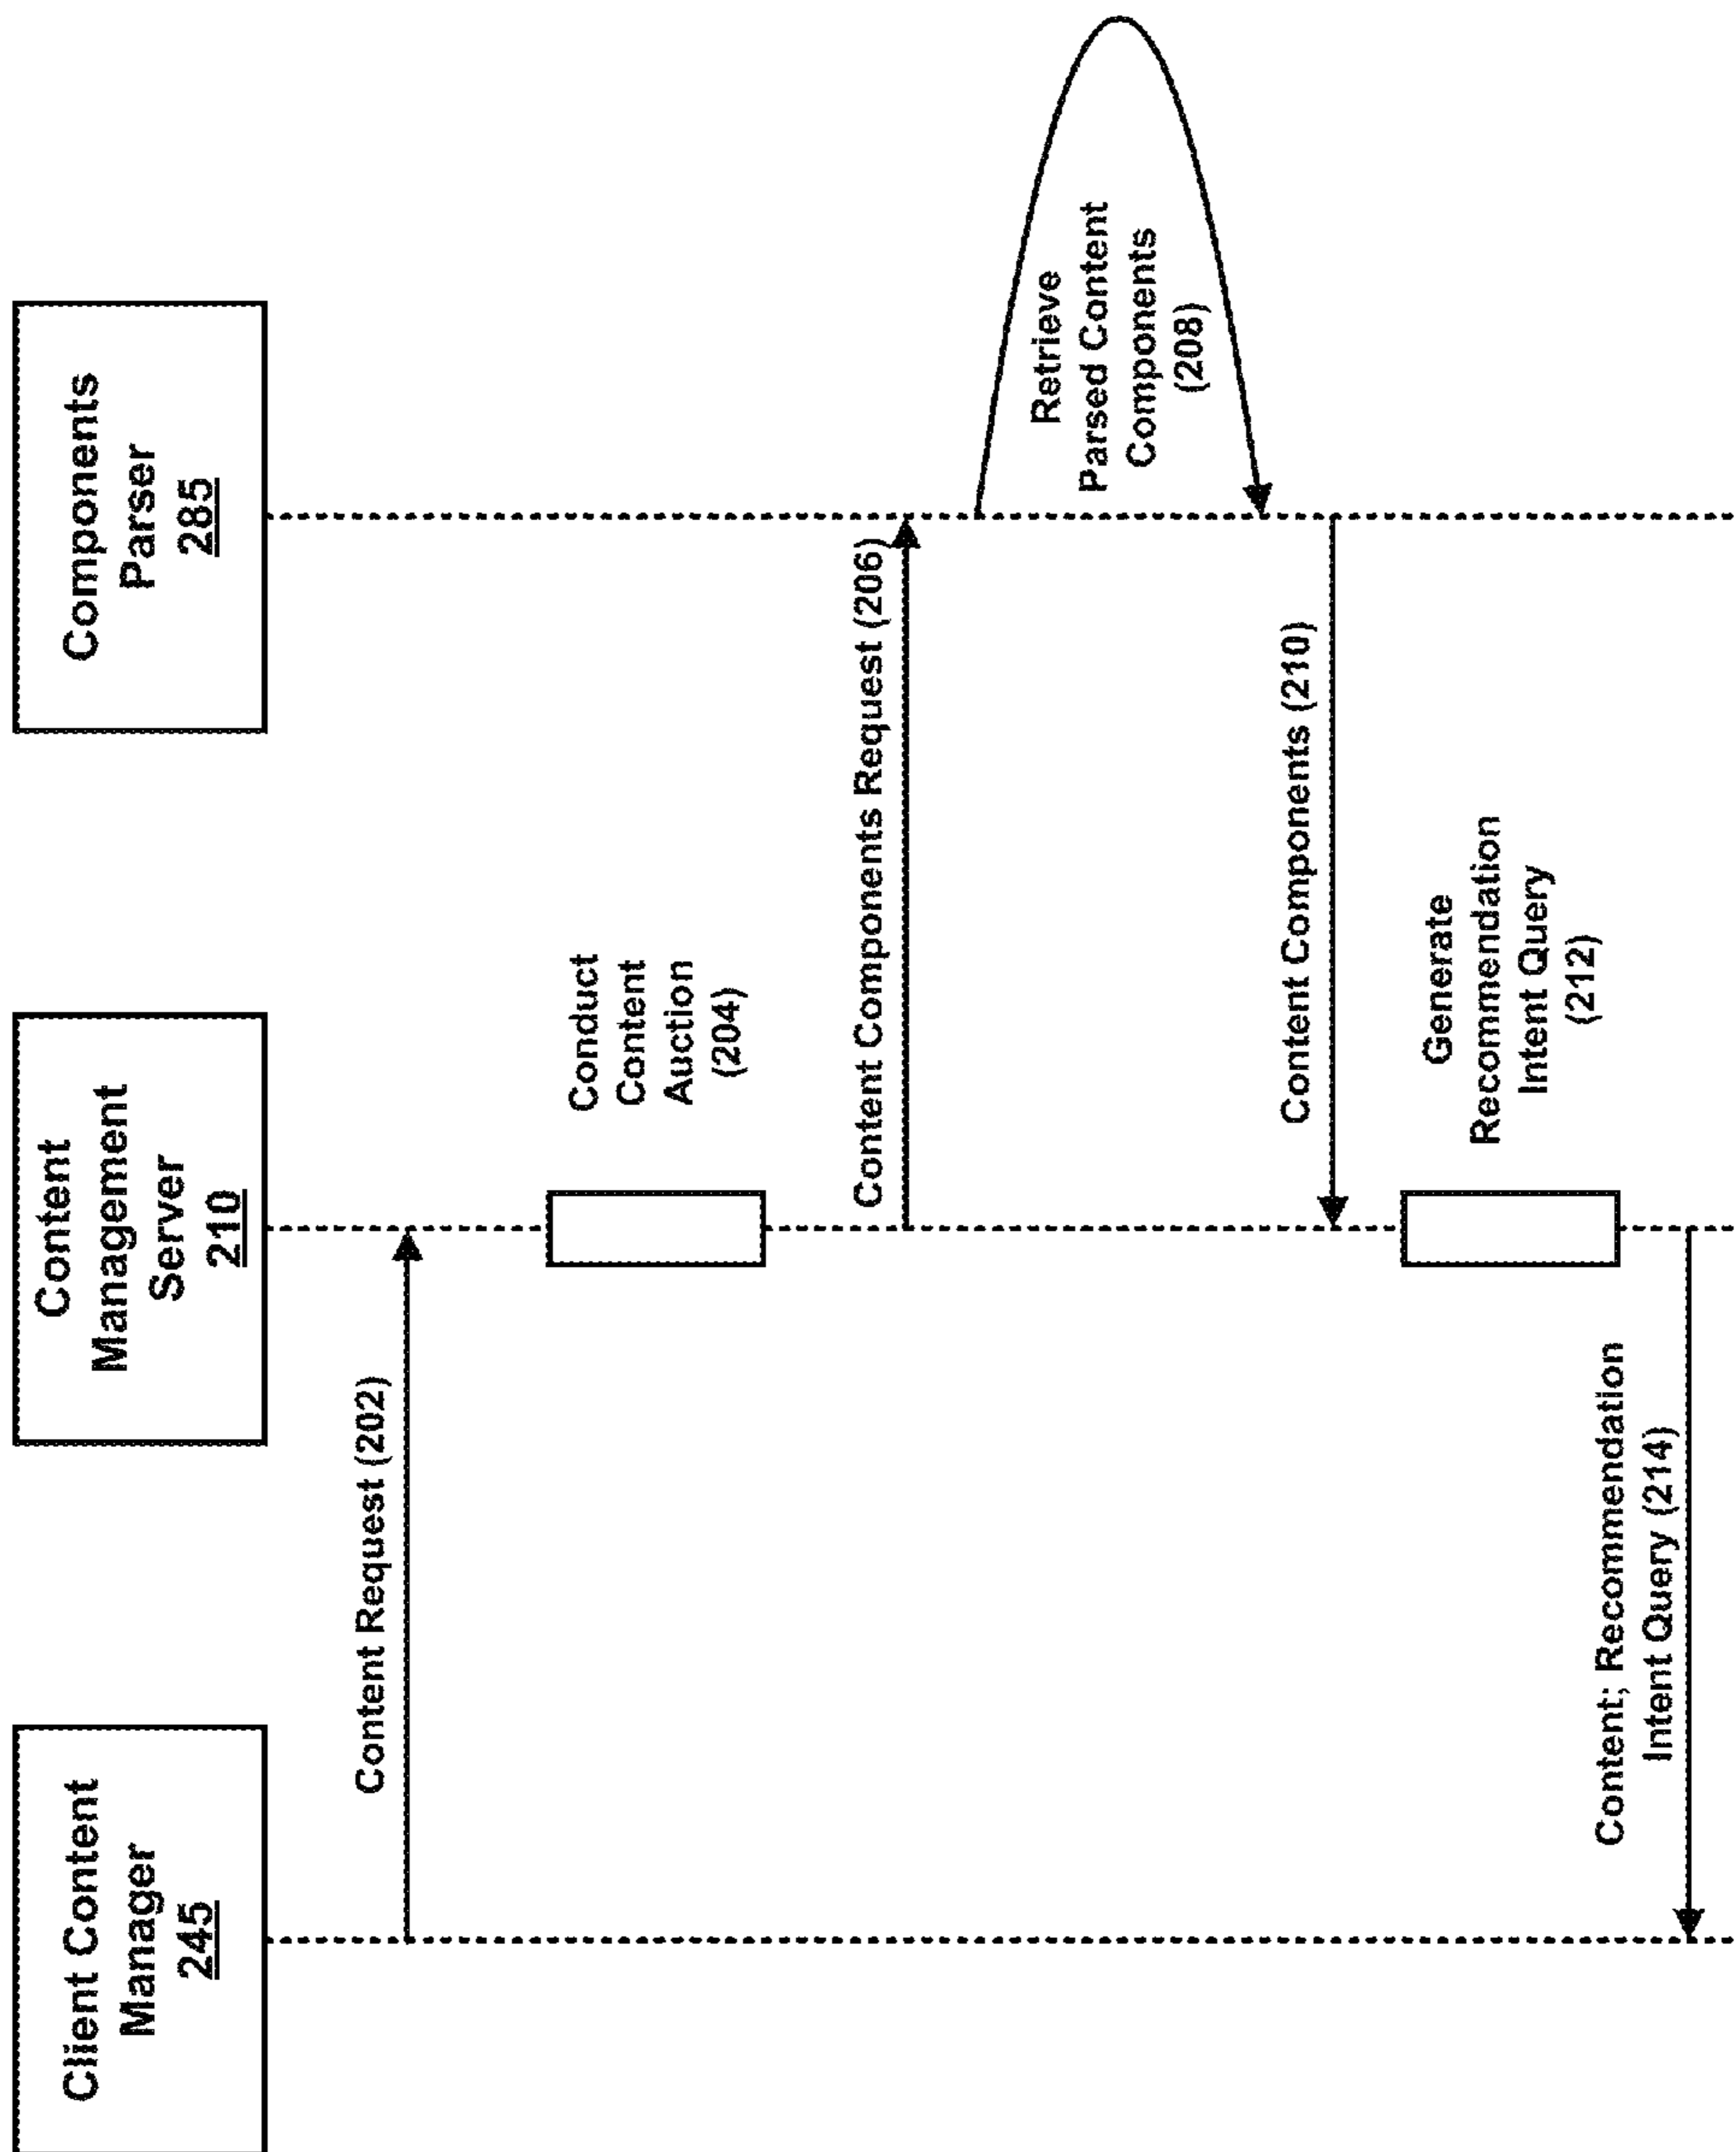 Client Content
Manager
245
Content
Management
Server
210
Components
Parser
285
Content Request (202)
Conduct
Content
Auction
(204)
Content Components Request (206)
Retrieve
Parsed Content
Components
(208)
Content Components (210)
Generate
Recommendation
Intent Query
(212)
Content; Recommendation
Intent Query (214)